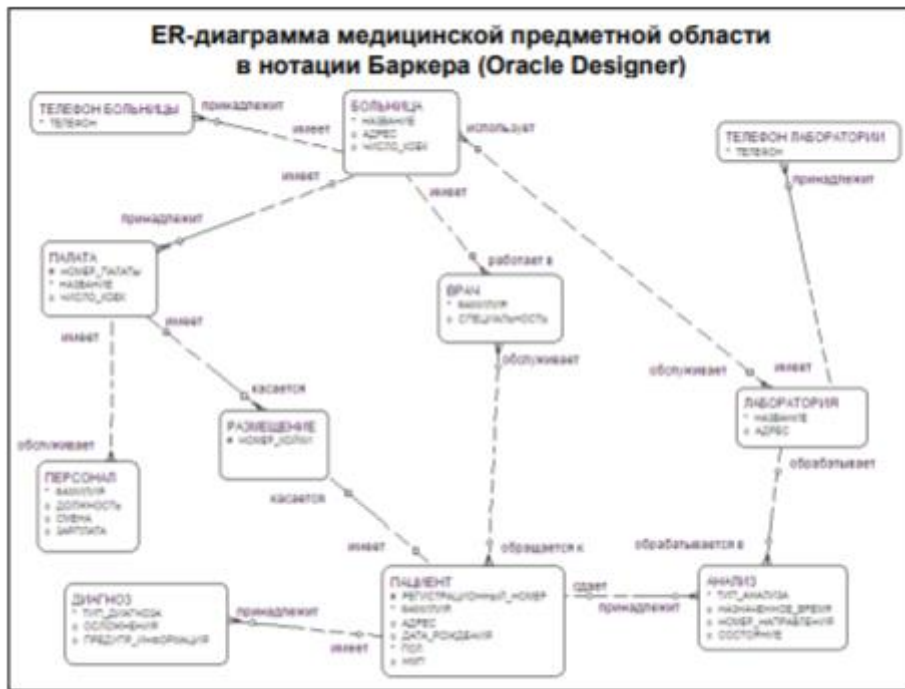 ER-диаграмма медицинской предметной области
в нотации Баркера (Oracle Designer)
ТЕЛЕФОН БОЛЬНИЦЫ
* ТЕЛЕФОН
принадлежит
имеет
БОЛЬНИЦА
* НАЗВАНИЕ
o АДРЕС
o ЧИСЛО_КОЕК
использует
ТЕЛЕФОН ЛАБОРАТОРИИ
* ТЕЛЕФОН
принадлежит
имеет
имеет
принадлежит
ПАЛАТА
# НОМЕР_ПАЛАТЫ
* НАЗВАНИЕ
o ЧИСЛО_КОЕК
работает в
ВРАЧ
* ФАМИЛИЯ
o СПЕЦИАЛЬНОСТЬ
имеет
имеет
обслуживает
обслуживает
имеет
касается
ЛАБОРАТОРИЯ
* НАЗВАНИЕ
o АДРЕС
РАЗМЕЩЕНИЕ
# НОМЕР_КОЙКИ
обслуживает
обрабатывает
ПЕРСОНАЛ
* ФАМИЛИЯ
o ДОЛЖНОСТЬ
o СМЕНА
o ЗАРПЛАТА
касается
имеет
обращается к
обрабатывается в
ДИАГНОЗ
* ТИП_ДИАГНОЗА
o ОСЛОЖНЕНИЯ
o ПРЕДУПР_ИНФОРМАЦИЯ
принадлежит
имеет
ПАЦИЕНТ
# РЕГИСТРАЦИОННЫЙ_НОМЕР
* ФАМИЛИЯ
o АДРЕС
o ДАТА_РОЖДЕНИЯ
* ПОЛ
сдает
принадлежит
АНАЛИЗ
* ТИП_АНАЛИЗА
o НАЗНАЧЕННОЕ_ВРЕМЯ
o НОМЕР_НАПРАВЛЕНИЯ